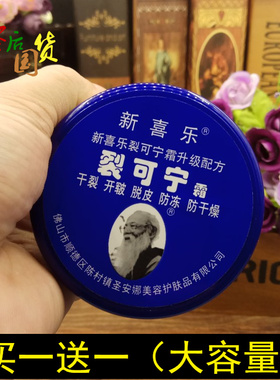 后国货
新喜乐®
新喜乐裂可宁霜升级配方
裂可宁®霜
干裂 开皲 脱皮 防冻 防干燥
佛山市顺德区陈村镇圣安娜美容护肤品有限公司
买一送一（大容量